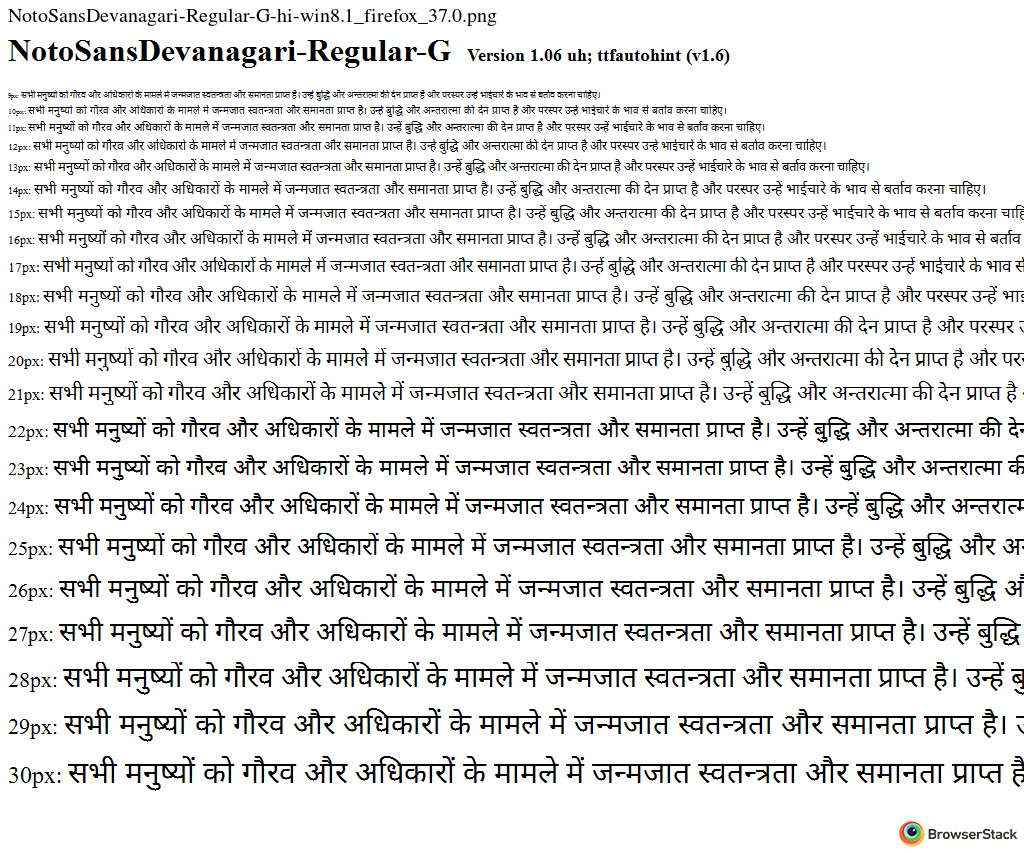 NotoSansDevanagari-Regular-G-hi-win8.1_firefox_37.0.png
NotoSansDevanagari-Regular-G Version 1.06 uh; ttfautohint (v1.6)
9px: सभी मनुष्यों को गौरव और अधिकारों के मामले में जन्मजात स्वतन्त्रता और समानता प्राप्त है। उन्हें बुद्धि और अन्तरात्मा की देन प्राप्त है और परस्पर उन्हें भाईचारे के भाव से बर्ताव करना चाहिए।
10px: सभी मनुष्यों को गौरव और अधिकारों के मामले में जन्मजात स्वतन्त्रता और समानता प्राप्त है। उन्हें बुद्धि और अन्तरात्मा की देन प्राप्त है और परस्पर उन्हें भाईचारे के भाव से बर्ताव करना चाहिए।
11px: सभी मनुष्यों को गौरव और अधिकारों के मामले में जन्मजात स्वतन्त्रता और समानता प्राप्त है। उन्हें बुद्धि और अन्तरात्मा की देन प्राप्त है और परस्पर उन्हें भाईचारे के भाव से बर्ताव करना चाहिए।
12px: सभी मनुष्यों को गौरव और अधिकारों के मामले में जन्मजात स्वतन्त्रता और समानता प्राप्त है। उन्हें बुद्धि और अन्तरात्मा की देन प्राप्त है और परस्पर उन्हें भाईचारे के भाव से बर्ताव करना चाहिए।
13px: सभी मनुष्यों को गौरव और अधिकारों के मामले में जन्मजात स्वतन्त्रता और समानता प्राप्त है। उन्हें बुद्धि और अन्तरात्मा की देन प्राप्त है और परस्पर उन्हें भाईचारे के भाव से बर्ताव करना चाहिए।
14px: सभी मनुष्यों को गौरव और अधिकारों के मामले में जन्मजात स्वतन्त्रता और समानता प्राप्त है। उन्हें बुद्धि और अन्तरात्मा की देन प्राप्त है और परस्पर उन्हें भाईचारे के भाव से बर्ताव करना चाहिए।
15px: सभी मनुष्यों को गौरव और अधिकारों के मामले में जन्मजात स्वतन्त्रता और समानता प्राप्त है। उन्हें बुद्धि और अन्तरात्मा की देन प्राप्त है और परस्पर उन्हें भाईचारे के भाव से बर्ताव करना
16px: सभी मनुष्यों को गौरव और अधिकारों के मामले में जन्मजात स्वतन्त्रता और समानता प्राप्त है। उन्हें बुद्धि और अन्तरात्मा की देन प्राप्त है और परस्पर उन्हें भाईचारे के भाव से बर्ताव
17px: सभी मनुष्यों को गौरव और अधिकारों के मामले में जन्मजात स्वतन्त्रता और समानता प्राप्त है। उन्हें बुद्धि और अन्तरात्मा की देन प्राप्त है और परस्पर उन्हें भाईचारे के भाव
18px: सभी मनुष्यों को गौरव और अधिकारों के मामले में जन्मजात स्वतन्त्रता और समानता प्राप्त है। उन्हें बुद्धि और अन्तरात्मा की देन प्राप्त है और परस्पर उन्हें
19px: सभी मनुष्यों को गौरव और अधिकारों के मामले में जन्मजात स्वतन्त्रता और समानता प्राप्त है। उन्हें बुद्धि और अन्तरात्मा की देन प्राप्त है और परस्पर
20px: सभी मनुष्यों को गौरव और अधिकारों के मामले में जन्मजात स्वतन्त्रता और समानता प्राप्त है। उन्हें बुद्धि और अन्तरात्मा की देन प्राप्त है और
21px: सभी मनुष्यों को गौरव और अधिकारों के मामले में जन्मजात स्वतन्त्रता और समानता प्राप्त है। उन्हें बुद्धि और अन्तरात्मा की देन प्राप्त है
22px: सभी मनुष्यों को गौरव और अधिकारों के मामले में जन्मजात स्वतन्त्रता और समानता प्राप्त है। उन्हें बुद्धि और अन्तरात्मा की
23px: सभी मनुष्यों को गौरव और अधिकारों के मामले में जन्मजात स्वतन्त्रता और समानता प्राप्त है। उन्हें बुद्धि और अन्तरात्मा
24px: सभी मनुष्यों को गौरव और अधिकारों के मामले में जन्मजात स्वतन्त्रता और समानता प्राप्त है। उन्हें बुद्धि और
25px: सभी मनुष्यों को गौरव और अधिकारों के मामले में जन्मजात स्वतन्त्रता और समानता प्राप्त है। उन्हें बुद्धि और
26px: सभी मनुष्यों को गौरव और अधिकारों के मामले में जन्मजात स्वतन्त्रता और समानता प्राप्त है। उन्हें बुद्धि
27px: सभी मनुष्यों को गौरव और अधिकारों के मामले में जन्मजात स्वतन्त्रता और समानता प्राप्त है। उन्हें बुद्धि
28px: सभी मनुष्यों को गौरव और अधिकारों के मामले में जन्मजात स्वतन्त्रता और समानता प्राप्त है। उन्हें
29px: सभी मनुष्यों को गौरव और अधिकारों के मामले में जन्मजात स्वतन्त्रता और समानता प्राप्त है।
30px: सभी मनुष्यों को गौरव और अधिकारों के मामले में जन्मजात स्वतन्त्रता और समानता प्राप्त है
BrowserStack